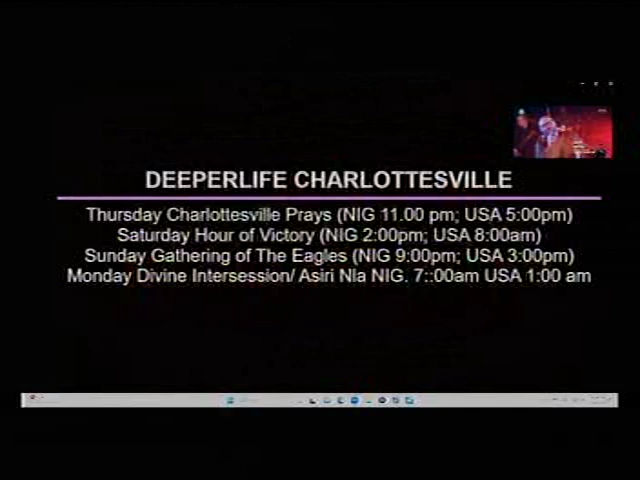 DEEPERLIFE CHARLOTTESVILLE
Thursday Charlottesville Prays (NIG 11.00 pm; USA 5:00pm)
Saturday Hour of Victory (NIG 2:00pm; USA 8:00am)
Sunday Gathering of The Eagles (NIG 9:00pm; USA 3:00pm)
Monday Divine Intersession/ Asiri Nla NIG. 7::00am USA 1:00 am